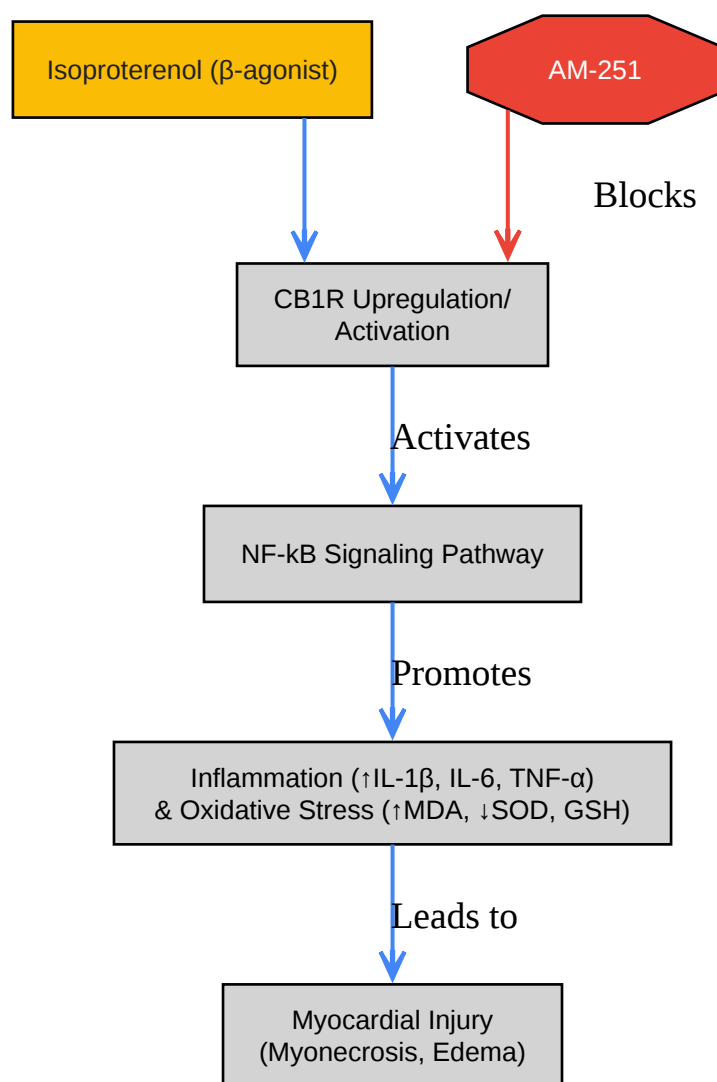 Isoproterenol (β-agonist)
AM-251
Blocks
CB1R Upregulation/
Activation
Activates
NF-kB Signaling Pathway
Promotes
Inflammation (↑IL-1β, IL-6, TNF-α)
& Oxidative Stress (↑MDA, ↓SOD, GSH)
Leads to
Myocardial Injury
(Myonecrosis, Edema)